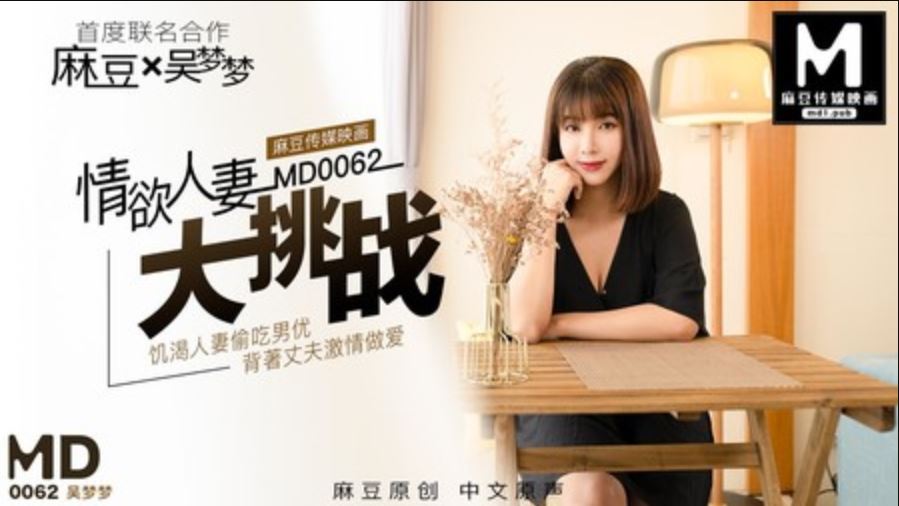 首度联名合作
麻豆×吴梦梦
麻豆传媒映画
情欲人妻 MD0062
大挑战
饥渴人妻偷吃男优
背著丈夫激情做爱
M
麻豆传媒映画
md1.pub
MD
0062 吴梦梦
麻豆原创 中文原声